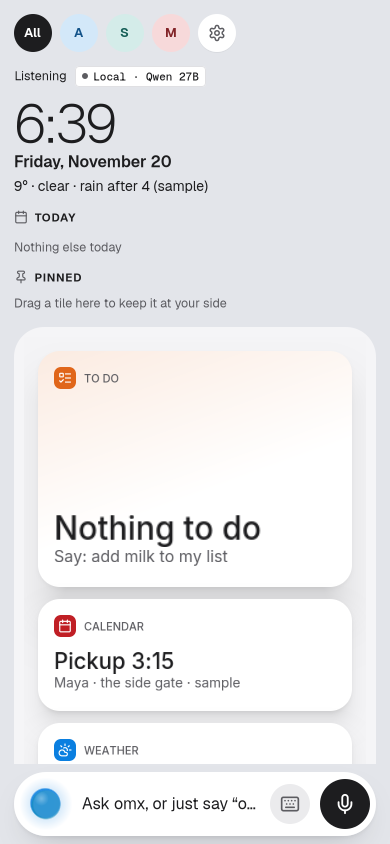 All A S M
Listening Local · Qwen 27B
6:39
Friday, November 20
9° · clear · rain after 4 (sample)
TODAY
Nothing else today
PINNED
Drag a tile here to keep it at your side
TO DO
Nothing to do
Say: add milk to my list
CALENDAR
Pickup 3:15
Maya · the side gate · sample
WEATHER
Ask omx, or just say “o...